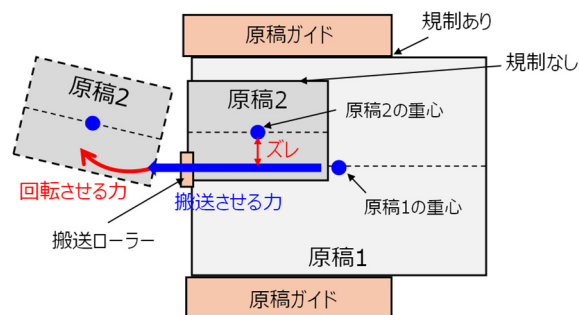 原稿ガイド
規制あり
規制なし
原稿2
原稿2
原稿2の重心
ズレ
回転させる力
搬送させる力
原稿1の重心
搬送ローラー
原稿1
原稿ガイド